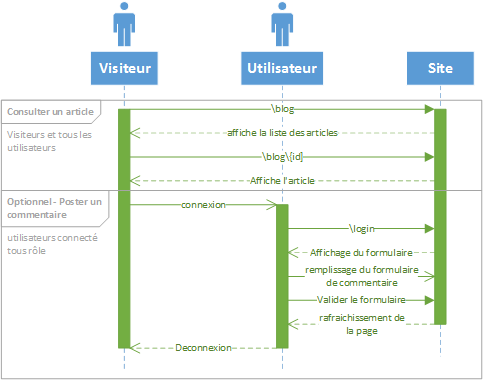 Visiteur
Utilisateur
Site
Consulter un article
Visiteurs et tous les
utilisateurs
\blog
affiche la liste des articles
\blog\[id]
Affiche l'article
Optionnel - Poster un
commentaire
utilisateurs connecté
tous rôle
connexion
\login
Affichage du formulaire
remplissage du formulaire
de commentaire
Valider le formulaire
rafraichissement de
la page
Deconnexion